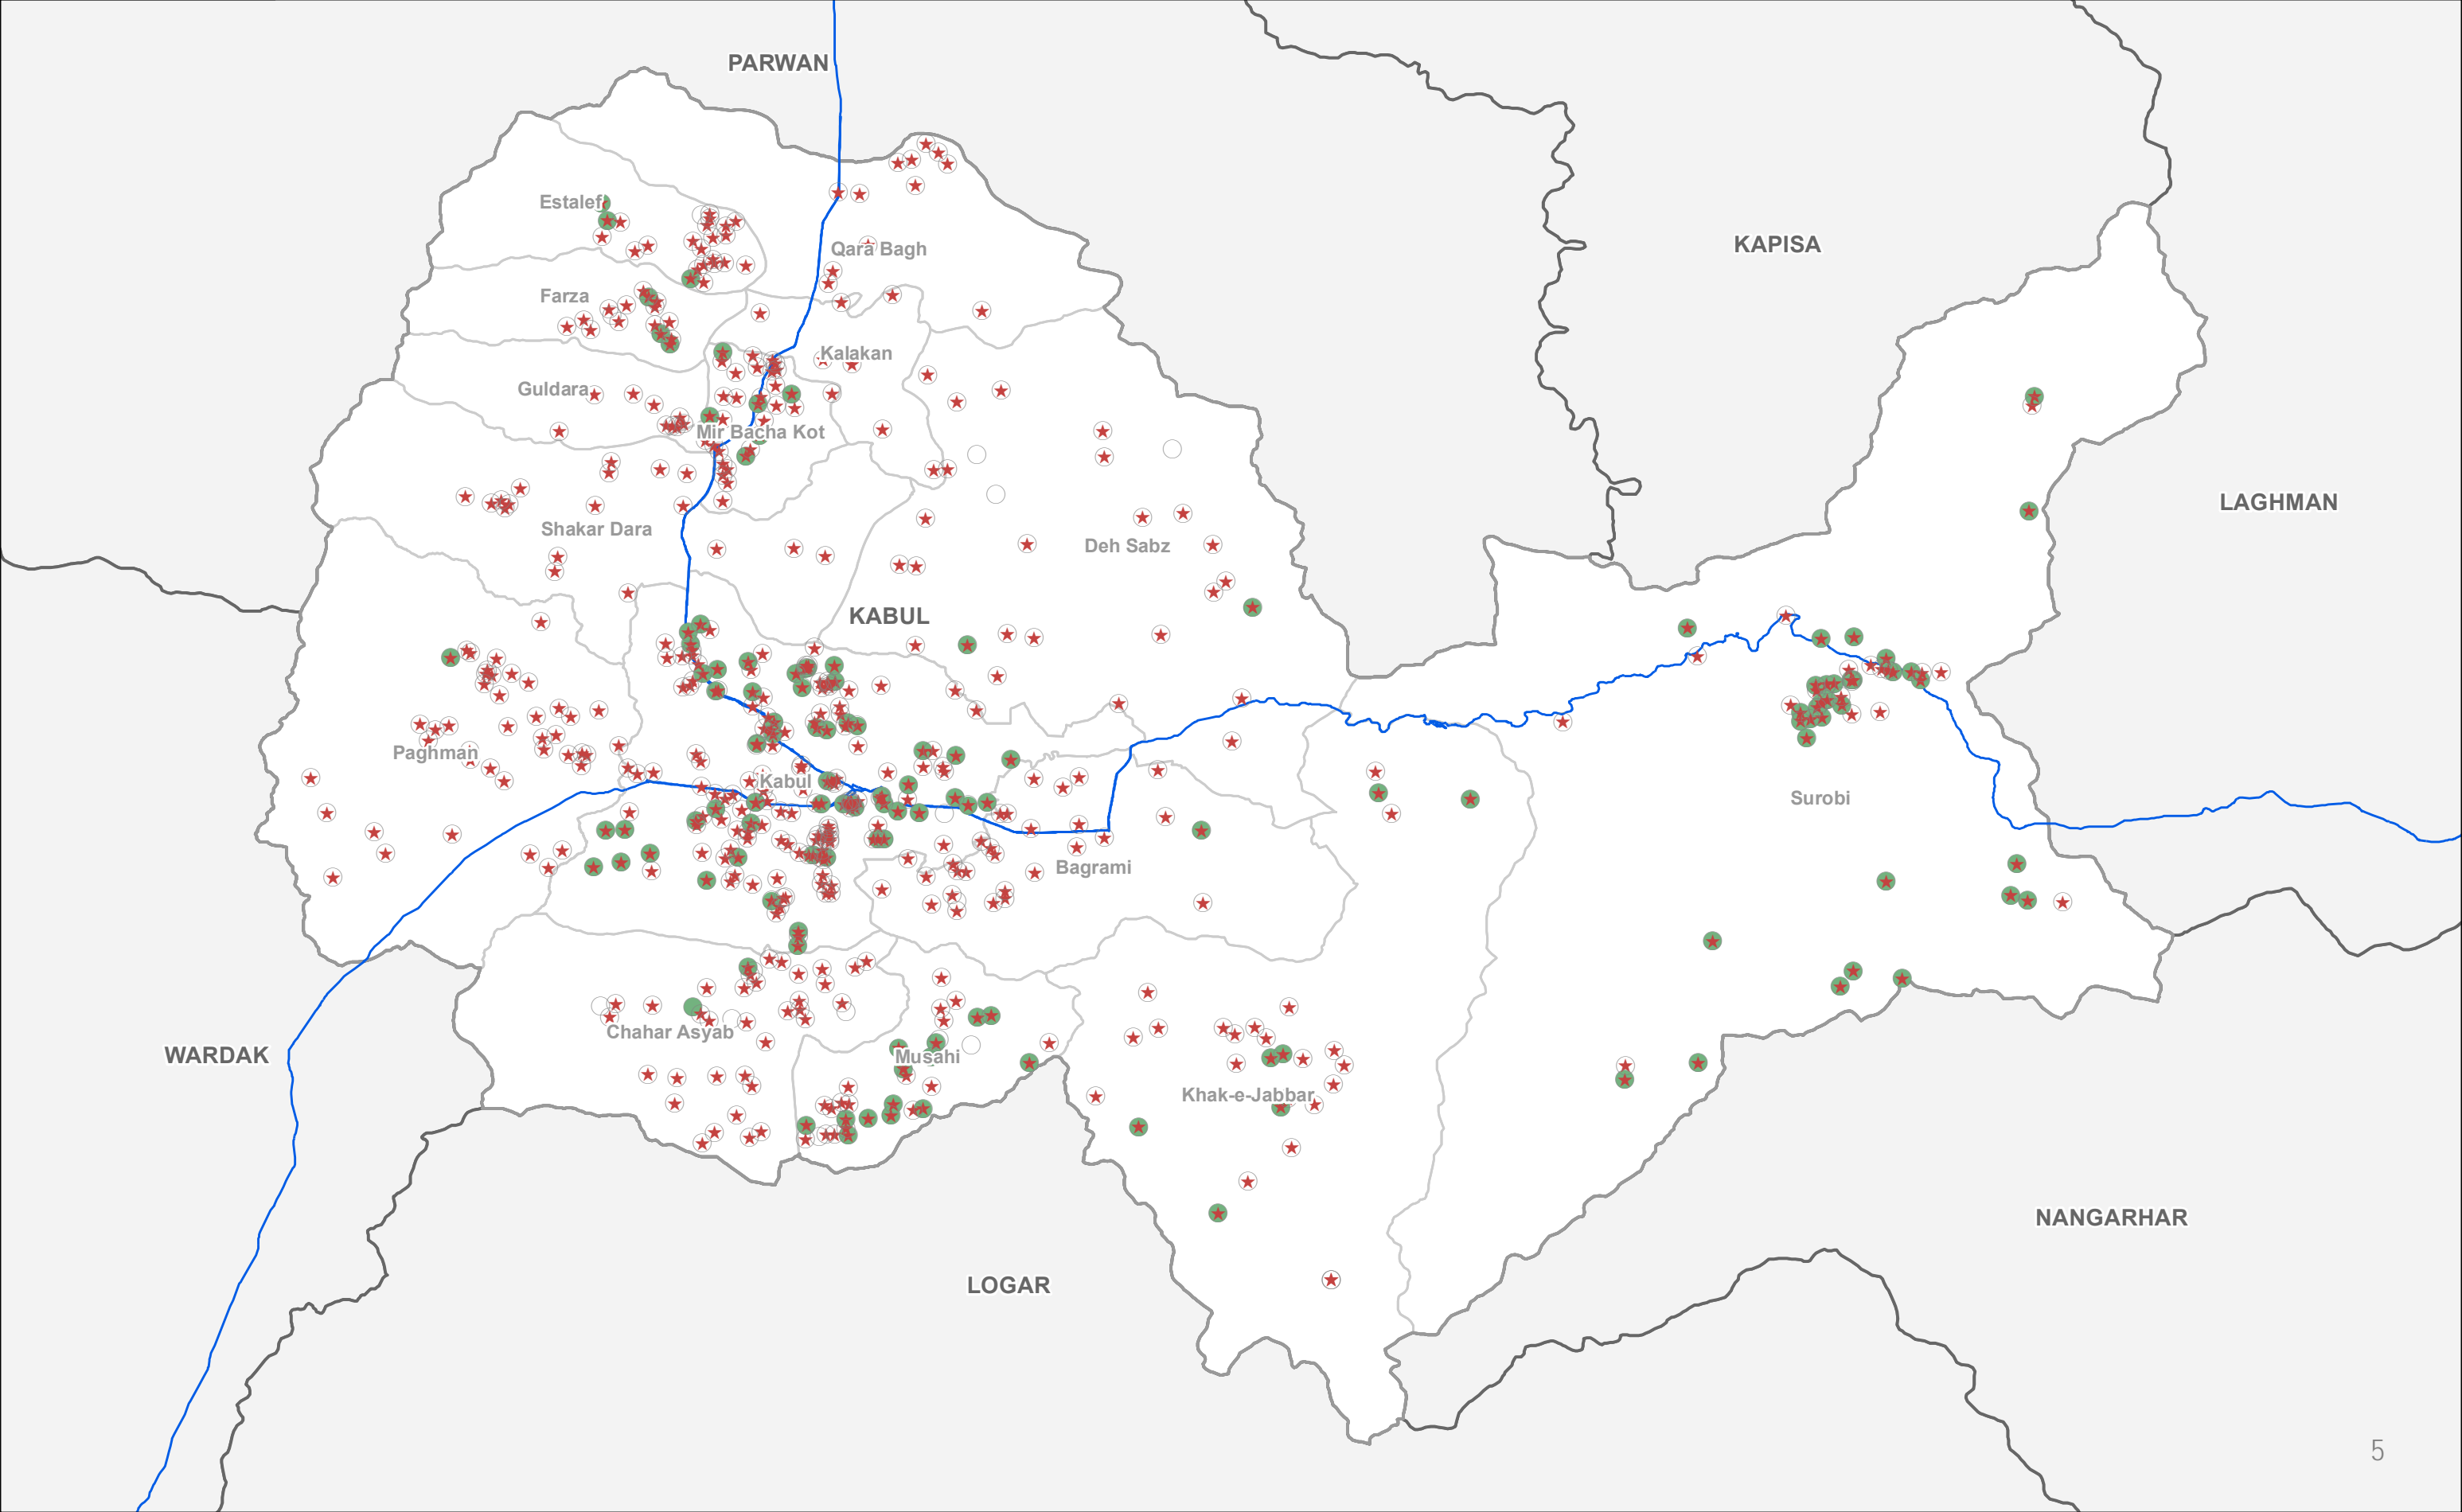 PARWAN
Estalef
KAPISA
Qara Bagh
Farza
Kalakan
Guldara
Mir Bacha Kot
LAGHMAN
Shakar Dara
Deh Sabz
KABUL
Paghman
Kabul
Surobi
Bagrami
Chahar Asyab
WARDAK
Musahi
Khak-e-Jabbar
NANGARHAR
LOGAR
5